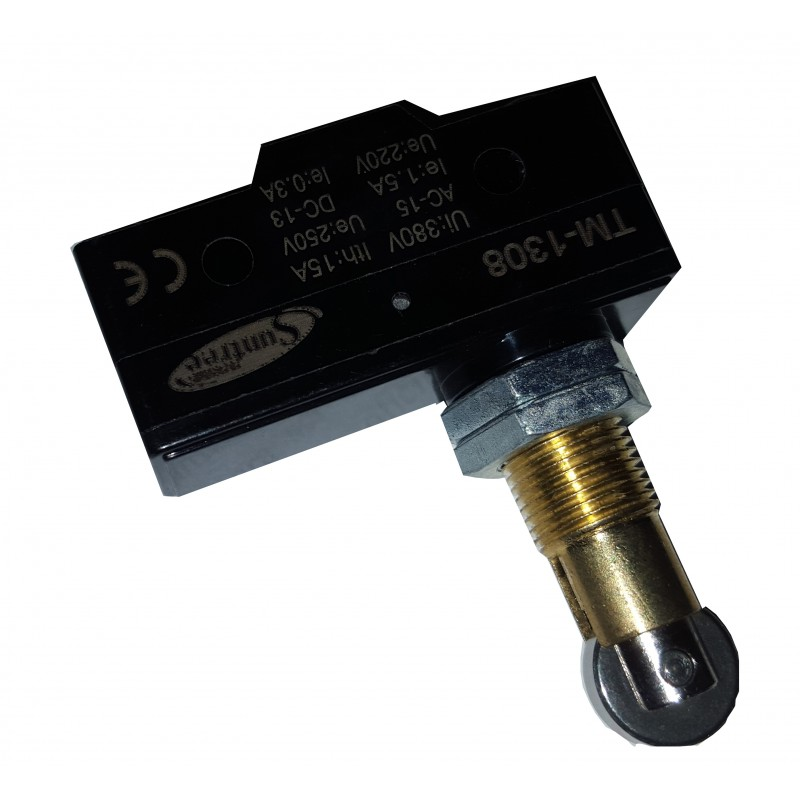 TM-1308
Suntree
Ui:380V Ith:15A
AC-15 Ue:250V
Ie:1.5A DC-13
Ue:220V Ie:0.3A
CE